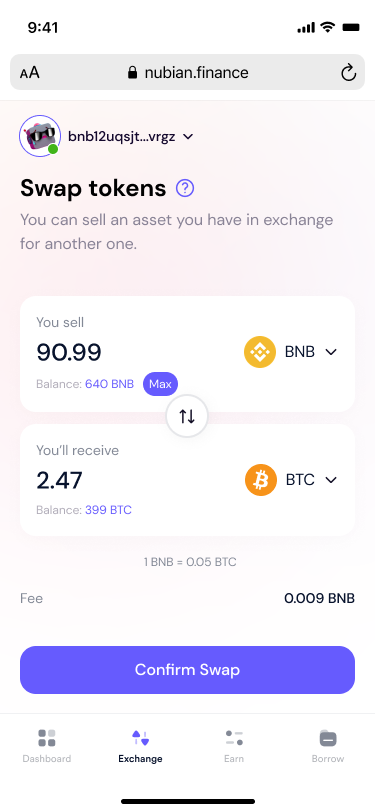 9:41
AA nubian.finance
bnb12uqsjt...vrgz
Swap tokens ?
You can sell an asset you have in exchange
for another one.
You sell
90.99 BNB
Balance: 640 BNB Max
You'll receive
2.47 BTC
Balance: 399 BTC
1 BNB = 0.05 BTC
Fee 0.009 BNB
Confirm Swap
Dashboard Exchange Earn Borrow